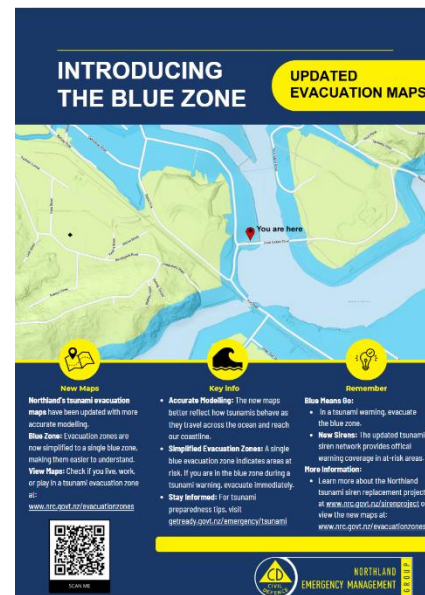 INTRODUCING
THE BLUE ZONE
UPDATED
EVACUATION MAPS
You are here
New Maps
Northland's tsunami evacuation
maps have been updated with more
accurate modelling.
Blue Zone: Evacuation zones are
now simplified to a single blue zone,
making them easier to understand.
View Maps: Check if you live, work,
or play in a tsunami evacuation zone
at:
www.nrc.govt.nz/evacuationzones
SCAN ME
Key info
• Accurate Modelling: The new maps
better reflect how tsunamis behave as
they travel across the ocean and reach
our coastline.
• Simplified Evacuation Zones: A single
blue evacuation zone indicates areas at
risk. If you are in the blue zone during a
tsunami warning, evacuate immediately.
• Stay Informed: For tsunami
preparedness tips, visit
getready.govt.nz/emergency/tsunami
Remember
Blue Means Go:
• In a tsunami warning, evacuate
the blue zone.
• New Sirens: The updated tsunami
siren network provides offical
warning coverage in at-risk areas.
More Information:
• Learn more about the Northland
tsunami siren replacement project
at www.nrc.govt.nz/sirenproject o
view the new maps at:
www.nrc.govt.nz/evacuationzones
CD
CIVIL
DEFENCE
NORTHLAND
EMERGENCY MANAGEMENT
GROUP